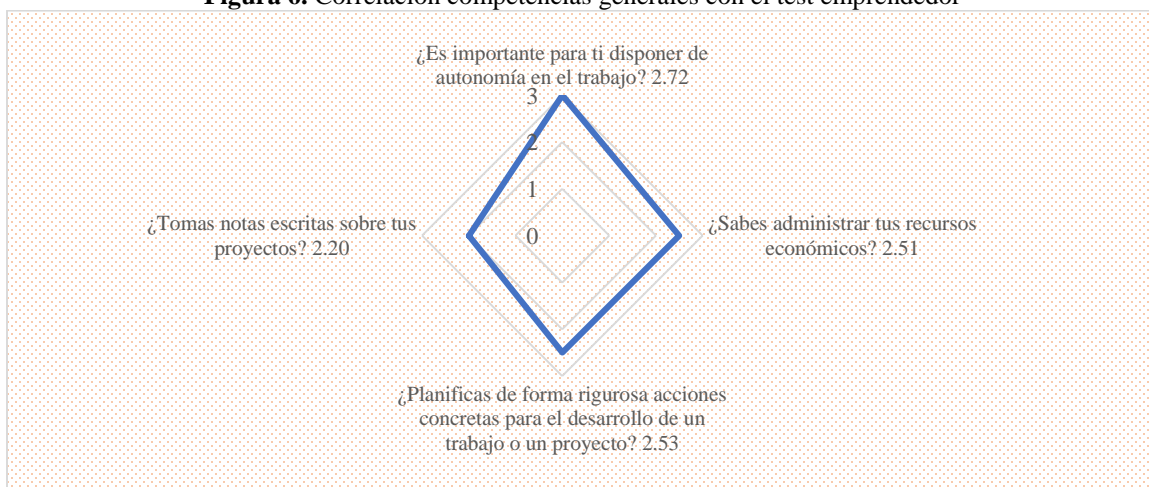 Figura 6. Correlación competencias generales con el test emprendedor
¿Es importante para ti disponer de
autonomía en el trabajo? 2.72
3
2
1
0
¿Tomas notas escritas sobre tus
proyectos? 2.20
¿Sabes administrar tus recursos
económicos? 2.51
¿Planificas de forma rigurosa acciones
concretas para el desarrollo de un
trabajo o un proyecto? 2.53